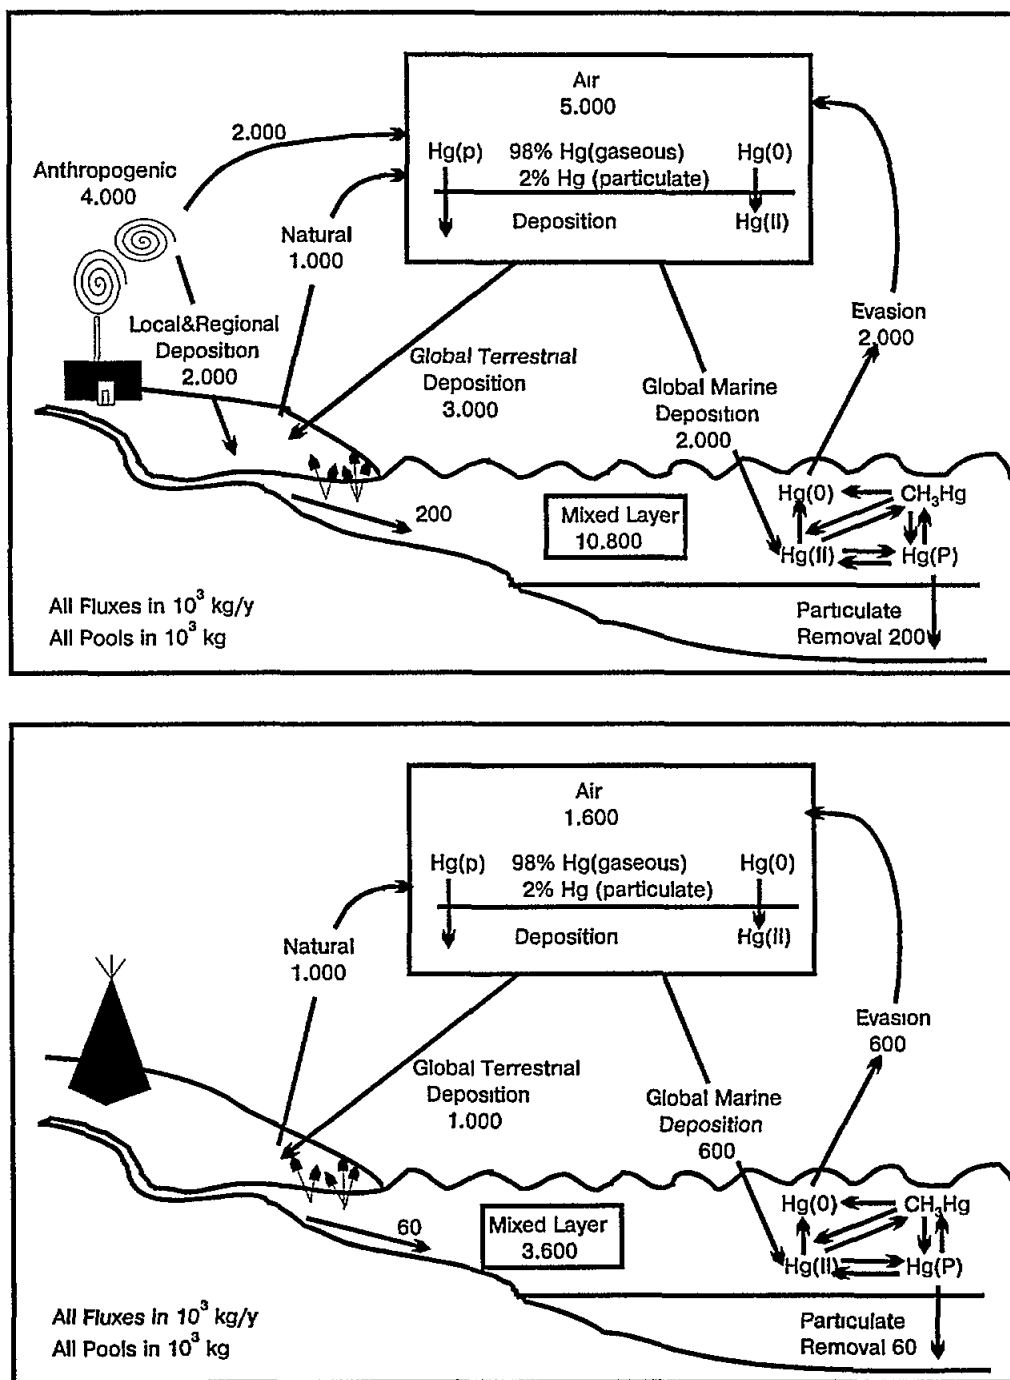 Air
5.000
2.000
Hg(p)
98% Hg(gaseous)
Hg(0)
2% Hg (particulate)
Anthropogenic
4.000
Deposition
Hg(II)
Natural
1.000
Local&Regional
Deposition
2.000
Evasion
2,000
Global Terrestrial
Deposition
3.000
Global Marine
Deposition
2.000
Hg(0)
CH3Hg
200
Mixed Layer
10.800
Hg(II)
Hg(P)
All Fluxes in 10³ kg/y
All Pools in 10³ kg
Particulate
Removal 200
Air
1.600
Hg(p)
98% Hg(gaseous)
Hg(0)
2% Hg (particulate)
Deposition
Hg(II)
Natural
1.000
Evasion
600
Global Terrestrial
Deposition
1.000
Global Marine
Deposition
600
Hg(0)
CH3Hg
60
Mixed Layer
3.600
Hg(II)
Hg(P)
All Fluxes in 10³ kg/y
All Pools in 10³ kg
Particulate
Removal 60